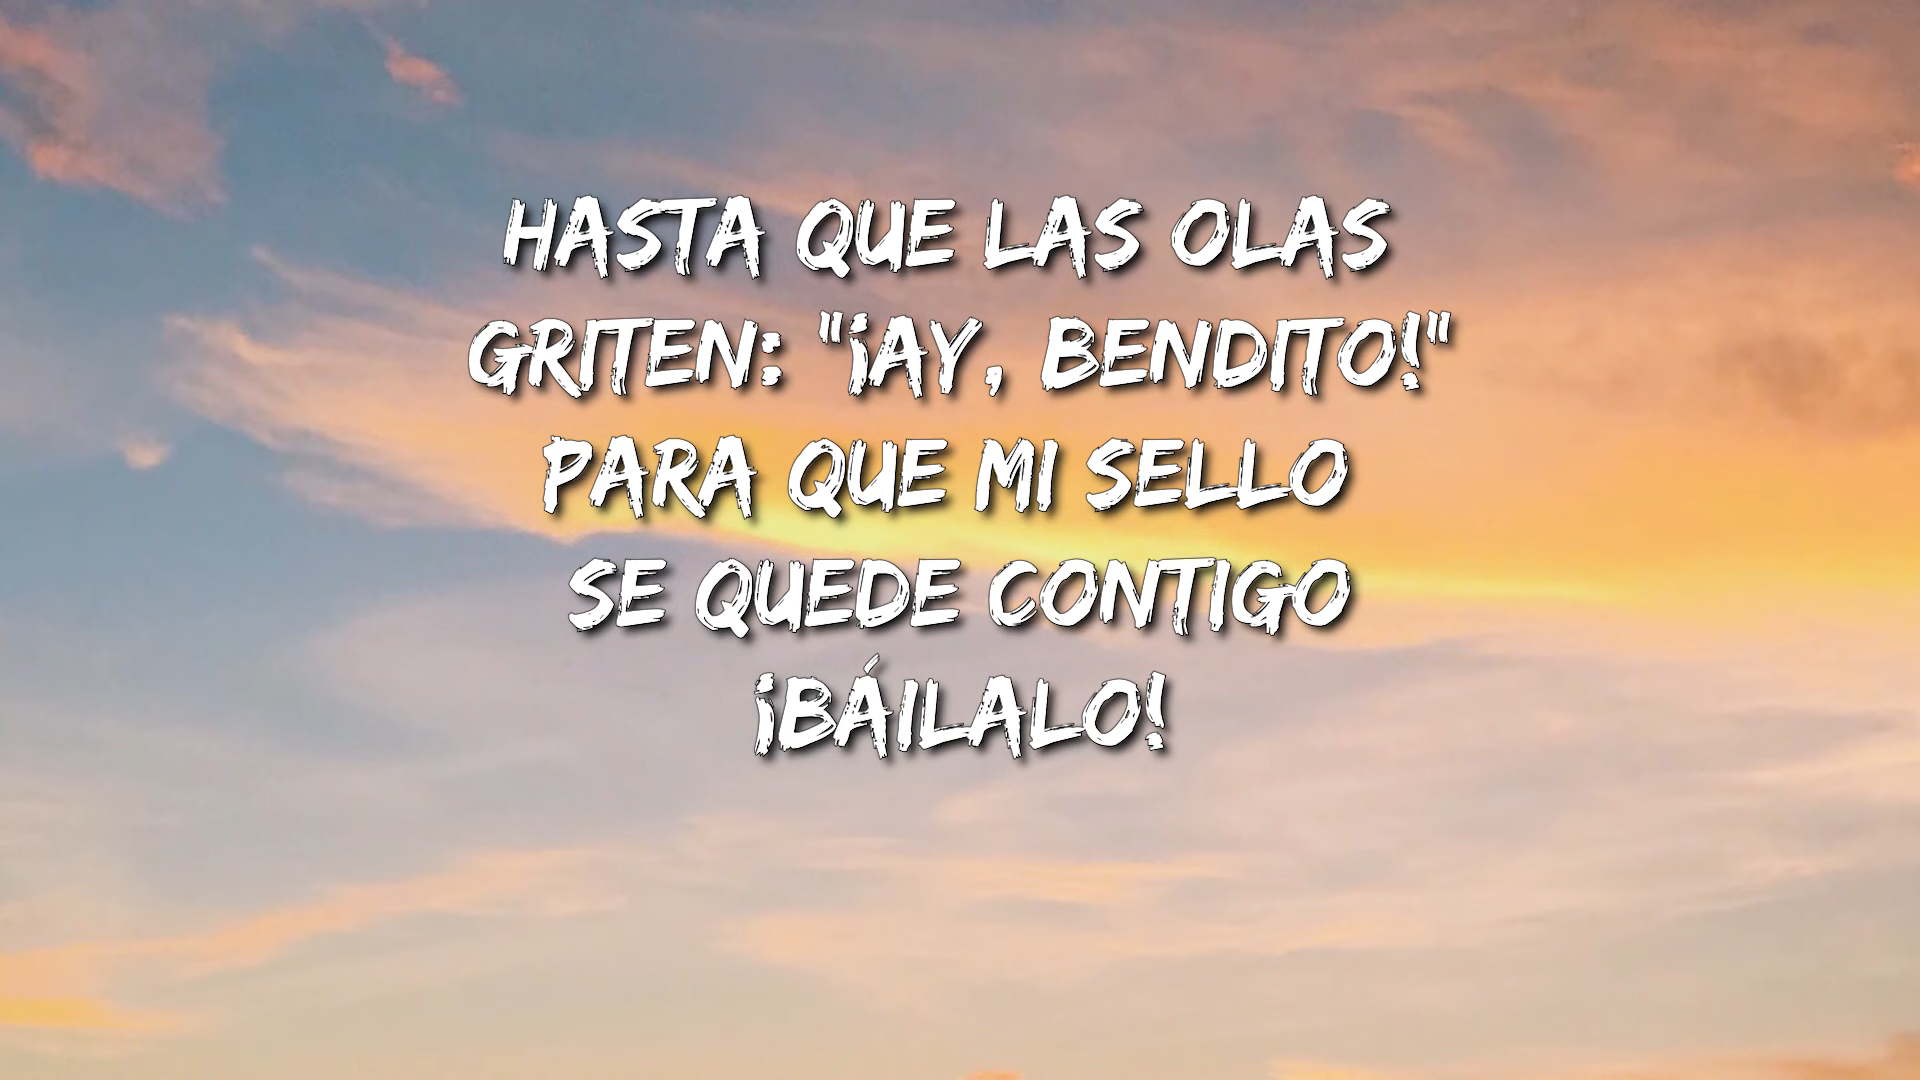 HASTA QUE LAS OLAS
GRITEN: "¡AY, BENDITO!"
PARA QUE MI SELLO
SE QUEDE CONTIGO
¡BÁILALO!